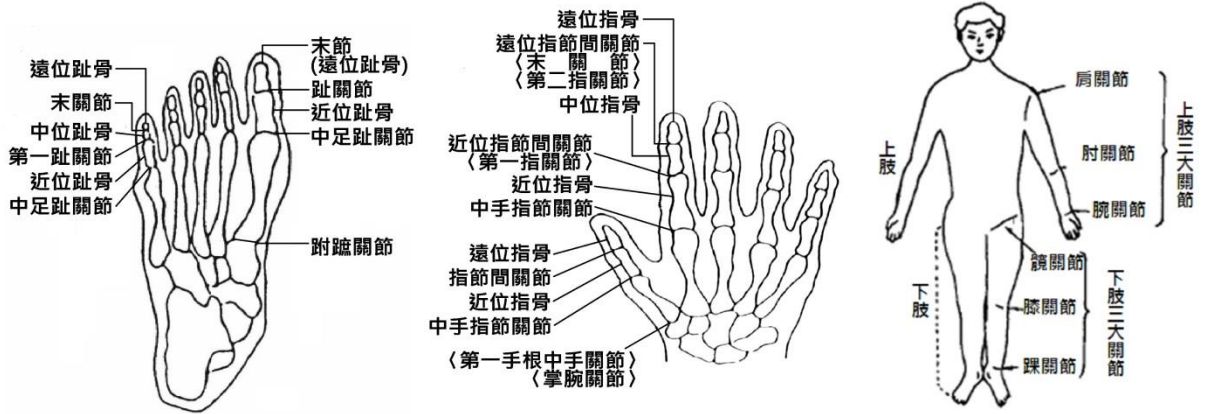 遠位趾骨
末關節
中位趾骨
第一趾關節
近位趾骨
中足趾關節
末節
(遠位趾骨)
趾關節
近位趾骨
中足趾關節
跗蹠關節
遠位指骨
遠位指節間關節
〈末關節〉
〈第二指關節〉
中位指骨
近位指節間關節
〈第一指關節〉
近位指骨
中手指節關節
遠位指骨
指節間關節
近位指骨
中手指節關節
〈第一手根中手關節〉
〈掌腕關節〉
上肢
下肢
肩關節
肘關節
腕關節
上肢三大關節
髖關節
膝關節
踝關節
下肢三大關節